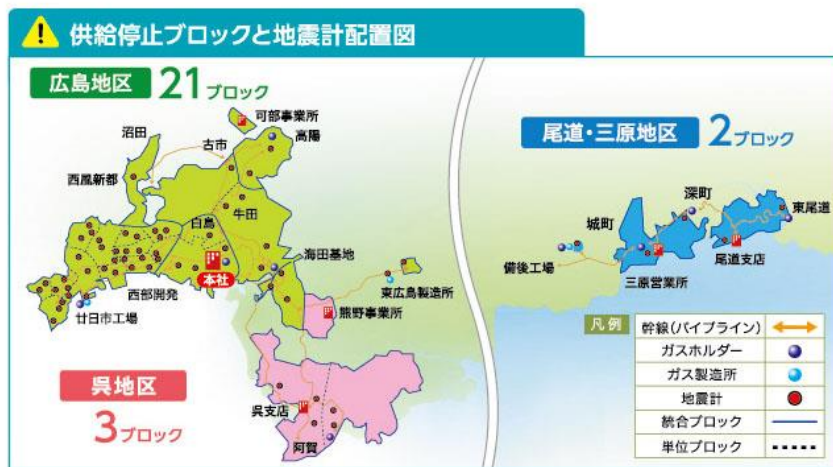 供給停止ブロックと地震計配置図
広島地区 21ブロック
可部事業所
沼田
古市
高陽
西風新都
白島
牛田
海田基地
本社
西部開発
東広島製造所
廿日市工場
熊野事業所
呉地区
3ブロック
呉支店
阿賀
尾道・三原地区 2ブロック
深町
東尾道
城町
備後工場
尾道支店
三原営業所
凡例
幹線(パイプライン)
ガスホルダー
ガス製造所
地震計
統合ブロック
単位ブロック